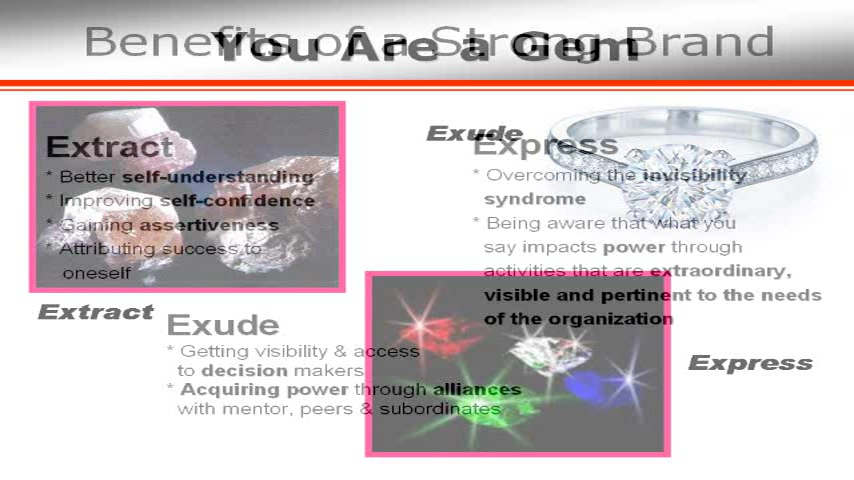 Benefits of a Strong Brand
You Are a Gem
Extract
* Better self-understanding
* Improving self-confidence
* Gaining assertiveness
* Attributing success to
oneself
Extract
Exude
Express
* Overcoming the invisibility
syndrome
* Being aware that what you
say impacts power through
activities that are extraordinary,
visible and pertinent to the needs
of the organization
Exude
* Getting visibility & access
to decision makers
* Acquiring power through alliances
with mentor, peers & subordinates
Express